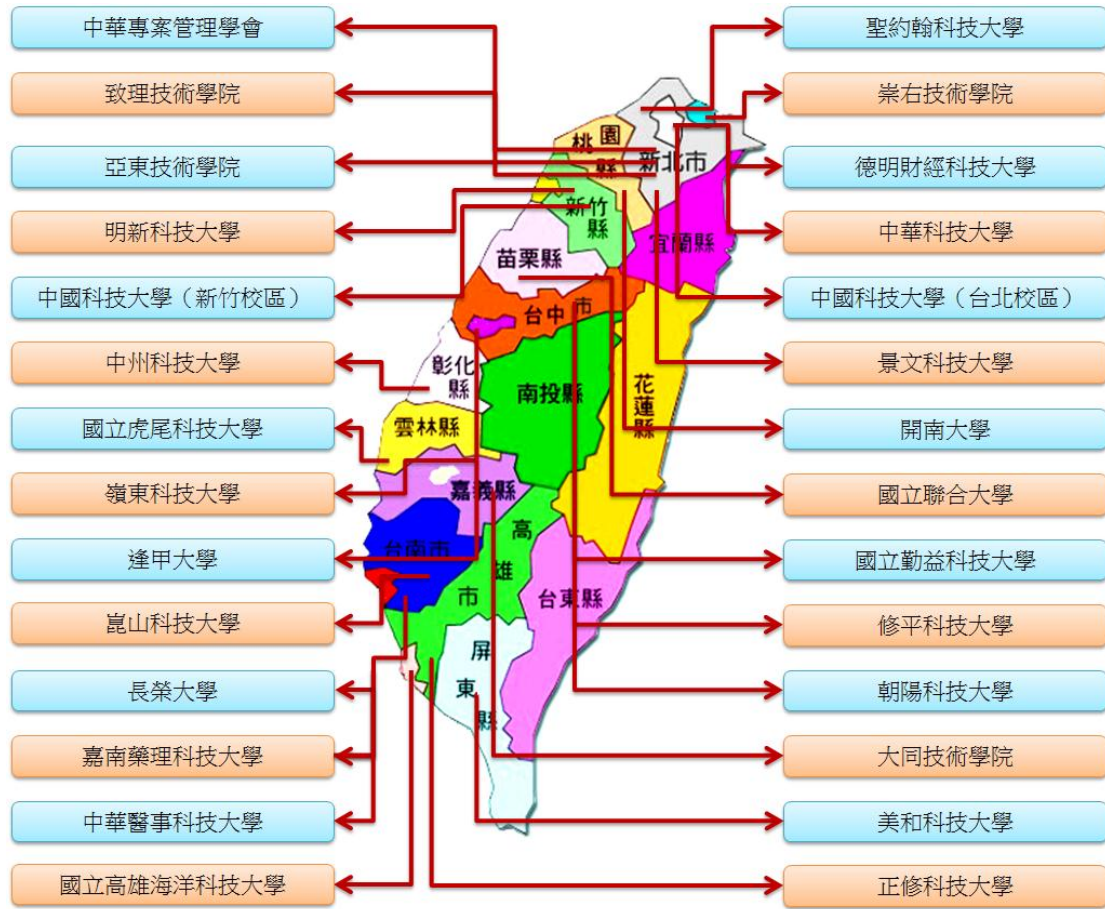 中華專案管理學會
致理技術學院
亞東技術學院
明新科技大學
中國科技大學（新竹校區）
中州科技大學
國立虎尾科技大學
嶺東科技大學
逢甲大學
崑山科技大學
長榮大學
嘉南藥理科技大學
中華醫事科技大學
國立高雄海洋科技大學
桃園縣
新北市
新竹縣
宜蘭縣
苗栗縣
台中市
彰化縣
南投縣
花蓮縣
雲林縣
嘉義縣
台南市
高雄市
台東縣
屏東縣
聖約翰科技大學
崇右技術學院
德明財經科技大學
中華科技大學
中國科技大學（台北校區）
景文科技大學
開南大學
國立聯合大學
國立勤益科技大學
修平科技大學
朝陽科技大學
大同技術學院
美和科技大學
正修科技大學